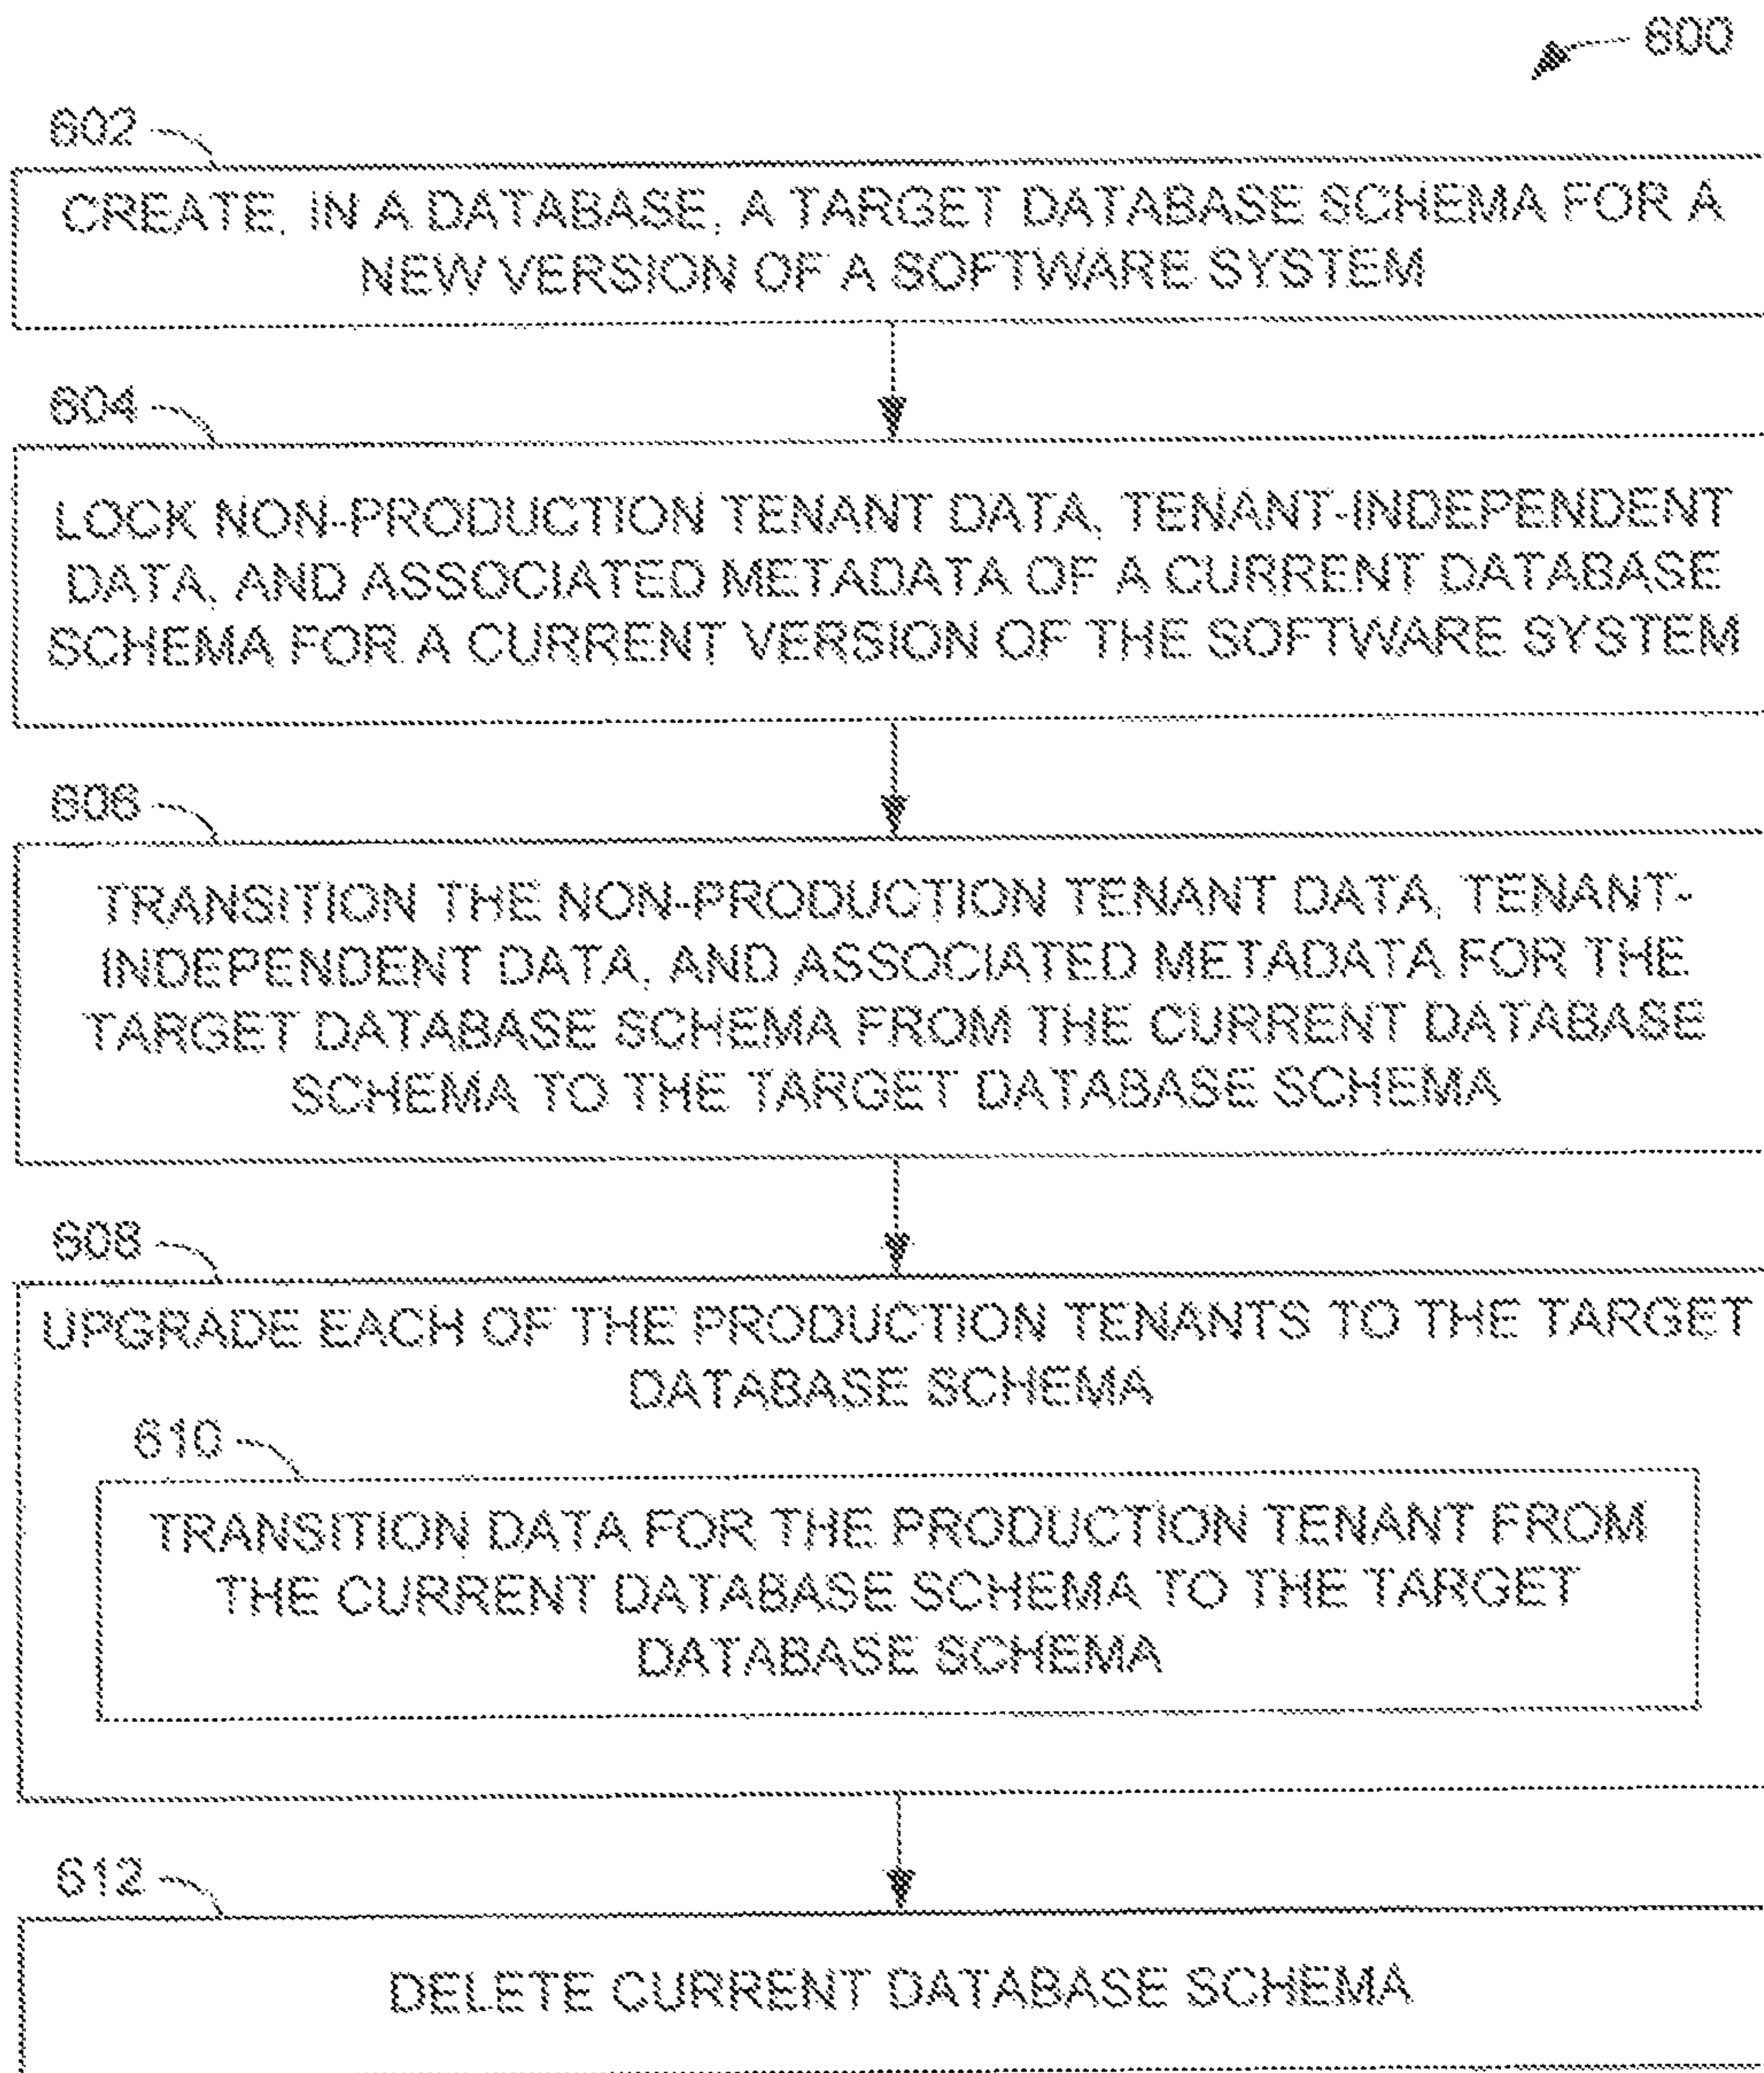 600
602
CREATE, IN A DATABASE, A TARGET DATABASE SCHEMA FOR A
NEW VERSION OF A SOFTWARE SYSTEM
604
LOCK NON-PRODUCTION TENANT DATA, TENANT-INDEPENDENT
DATA, AND ASSOCIATED METADATA OF A CURRENT DATABASE
SCHEMA FOR A CURRENT VERSION OF THE SOFTWARE SYSTEM
606
TRANSITION THE NON-PRODUCTION TENANT DATA, TENANT-
INDEPENDENT DATA, AND ASSOCIATED METADATA FOR THE
TARGET DATABASE SCHEMA FROM THE CURRENT DATABASE
SCHEMA TO THE TARGET DATABASE SCHEMA
608
UPGRADE EACH OF THE PRODUCTION TENANTS TO THE TARGET
DATABASE SCHEMA
610
TRANSITION DATA FOR THE PRODUCTION TENANT FROM
THE CURRENT DATABASE SCHEMA TO THE TARGET
DATABASE SCHEMA
612
DELETE CURRENT DATABASE SCHEMA